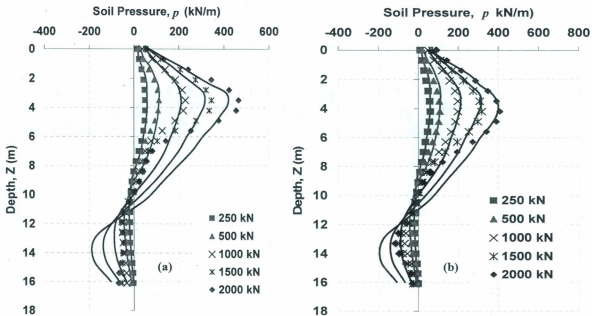 Soil Pressure, p (kN/m)
-400 -200 0 200 400 600
0
2
4
6
8
10
12
14
16
18
Depth, Z (m)
250 kN
500 kN
1000 kN
1500 kN
2000 kN
(a)
Soil Pressure, p kN/m)
-400 -200 0 200 400 600 800
0
2
4
6
8
10
12
14
16
18
Depth, Z (m)
250 kN
500 kN
1000 kN
1500 kN
2000 kN
(b)